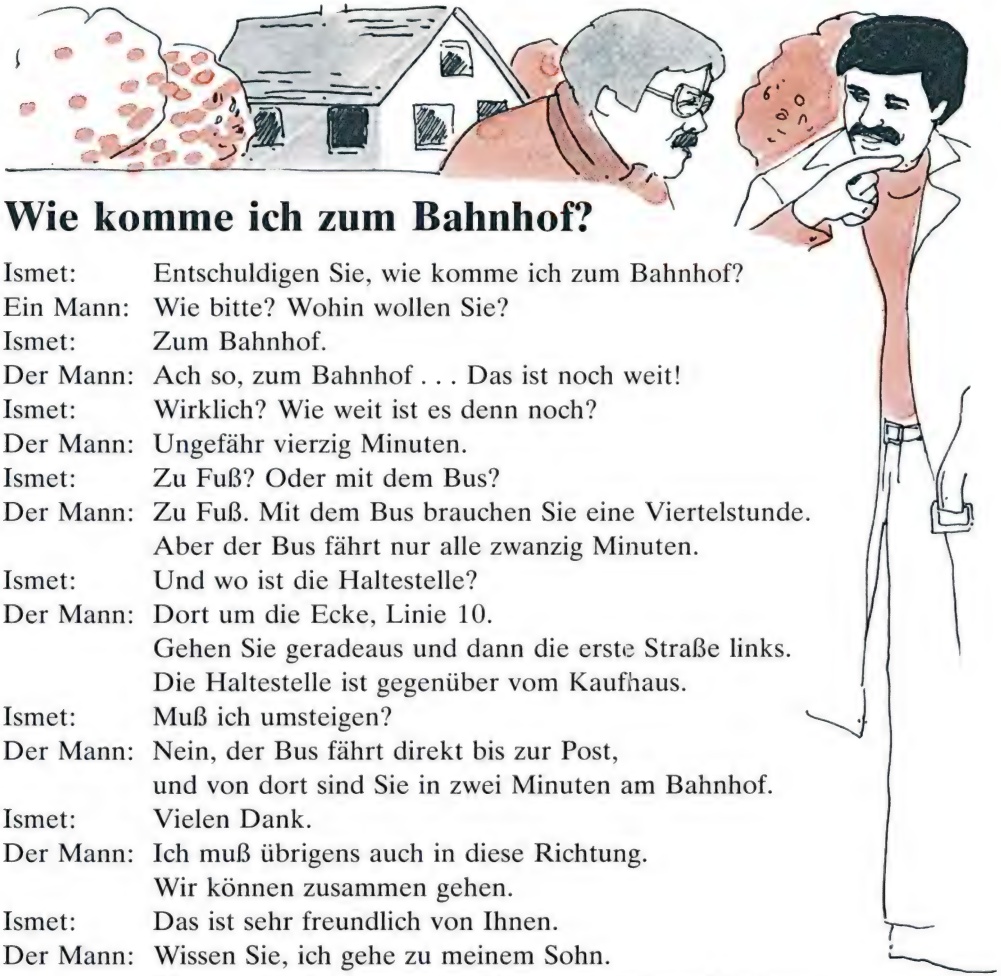 Wie komme ich zum Bahnhof?
Ismet: Entschuldigen Sie, wie komme ich zum Bahnhof?
Ein Mann: Wie bitte? Wohin wollen Sie?
Ismet: Zum Bahnhof.
Der Mann: Ach so, zum Bahnhof . . . Das ist noch weit!
Ismet: Wirklich? Wie weit ist es denn noch?
Der Mann: Ungefähr vierzig Minuten.
Ismet: Zu Fuß? Oder mit dem Bus?
Der Mann: Zu Fuß. Mit dem Bus brauchen Sie eine Viertelstunde.
Aber der Bus fährt nur alle zwanzig Minuten.
Ismet: Und wo ist die Haltestelle?
Der Mann: Dort um die Ecke, Linie 10.
Gehen Sie geradeaus und dann die erste Straße links.
Die Haltestelle ist gegenüber vom Kaufhaus.
Ismet: Muß ich umsteigen?
Der Mann: Nein, der Bus fährt direkt bis zur Post,
und von dort sind Sie in zwei Minuten am Bahnhof.
Ismet: Vielen Dank.
Der Mann: Ich muß übrigens auch in diese Richtung.
Wir können zusammen gehen.
Ismet: Das ist sehr freundlich von Ihnen.
Der Mann: Wissen Sie, ich gehe zu meinem Sohn.